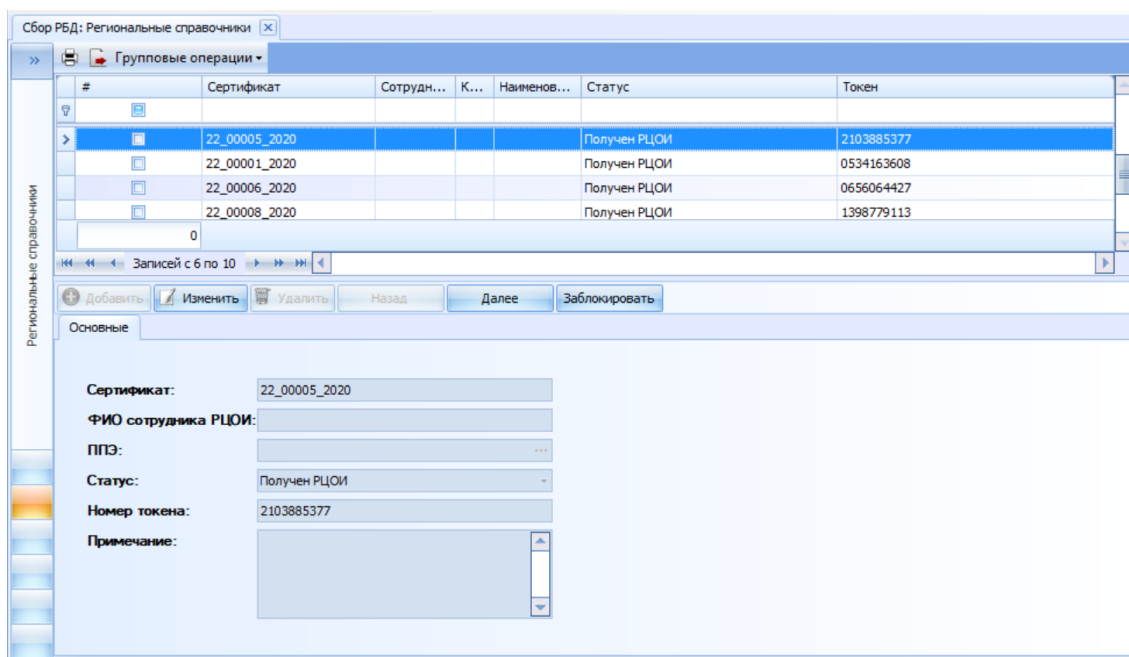 Сбор РБД: Региональные справочники
Групповые операции
# Сертификат Сотрудн... К... Наименов... Статус Токен
22_00005_2020 Получен РЦОИ 2103885377
22_00001_2020 Получен РЦОИ 0534163608
22_00006_2020 Получен РЦОИ 0656064427
22_00008_2020 Получен РЦОИ 1398779113
0
Записей с 6 по 10
Региональные справочники
Добавить Изменить Удалить Назад Далее Заблокировать
Основные
Сертификат: 22_00005_2020
ФИО сотрудника РЦОИ:
ППЭ: ...
Статус: Получен РЦОИ
Номер токена: 2103885377
Примечание: